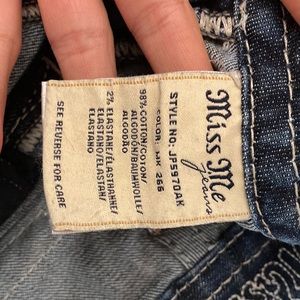 Miss Me
jeans
STYLE NO: JP5970AK
COLOR: MK 266
98% COTTON/COTON/
ALGODÓN/BAUMWOLLE/
ALGODÃO
2% ELASTANE/ÉLASTHANNE/
ELASTANO/ELASTAN/
ELASTANO
SEE REVERSE FOR CARE